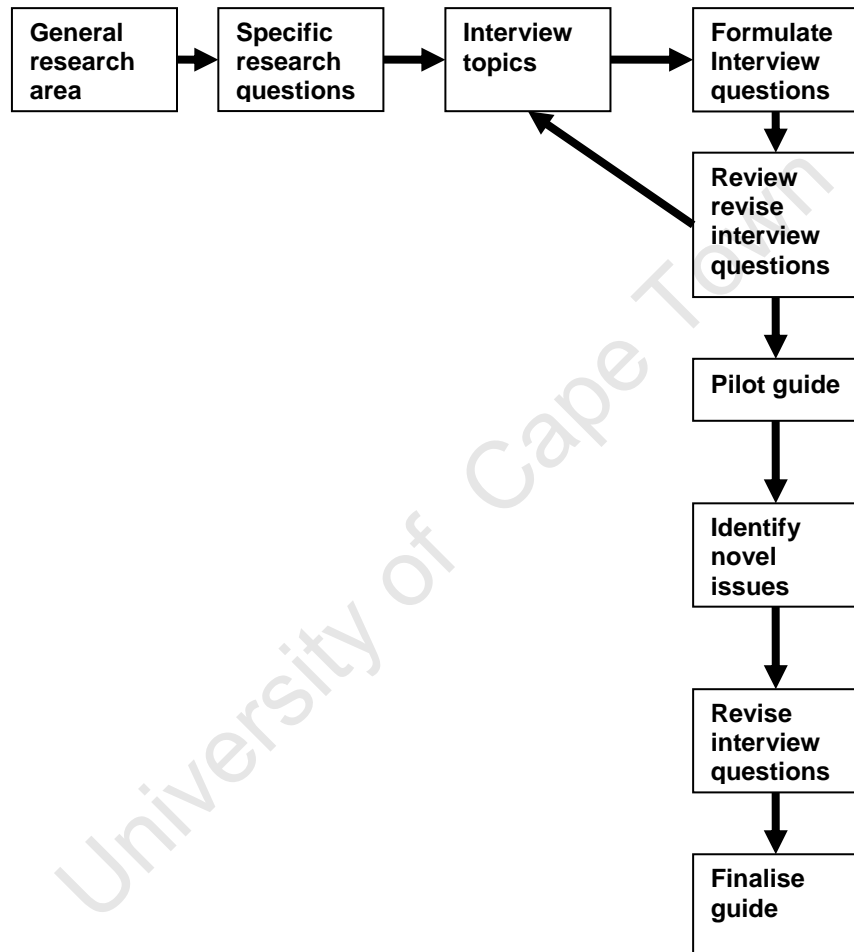 General
research
area
Specific
research
questions
Interview
topics
Formulate
Interview
questions
Review
revise
interview
questions
Pilot guide
Identify
novel
issues
Revise
interview
questions
Finalise
guide
University of Cape Town